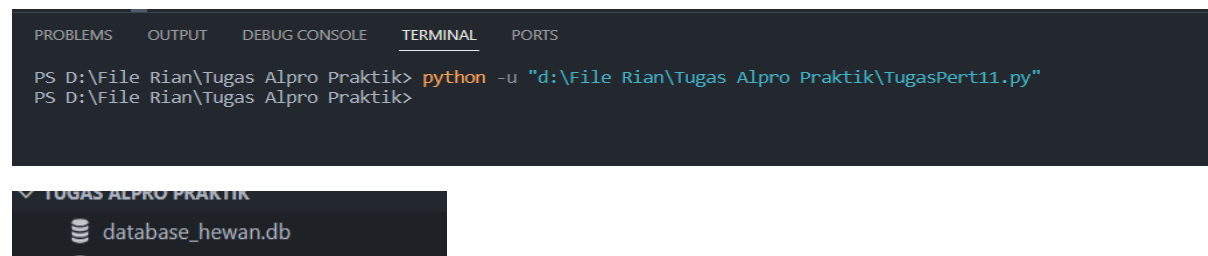 PROBLEMS OUTPUT DEBUG CONSOLE TERMINAL PORTS
PS D:\File Rian\Tugas Alpro Praktik> python -u "d:\File Rian\Tugas Alpro Praktik\TugasPert11.py"
PS D:\File Rian\Tugas Alpro Praktik>
TUGAS ALPRO PRAKTIK
database_hewan.db